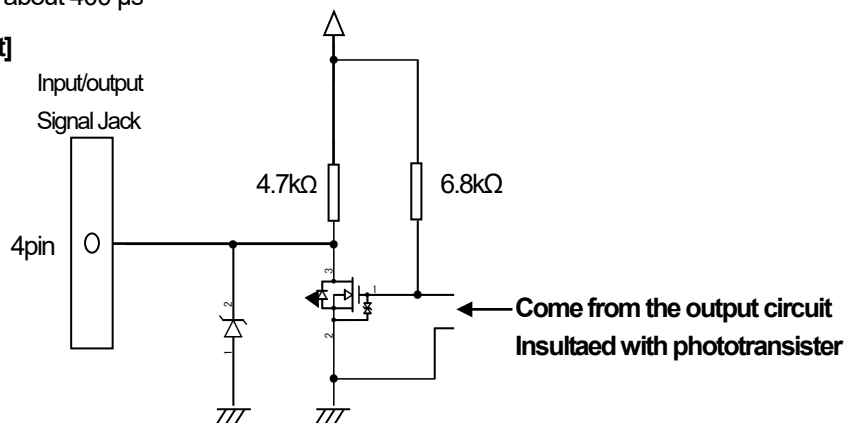 about 400 µs
t]
Input/output
Signal Jack
4.7kΩ
6.8kΩ
4pin
3
1
2
2
1
Come from the output circuit
Insultaed with phototransister